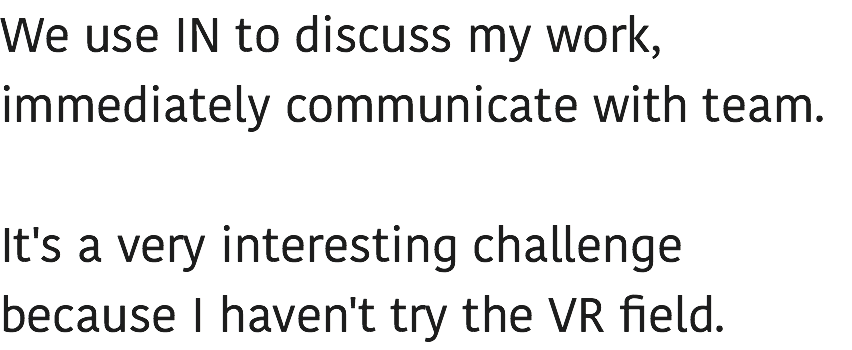 We use IN to discuss my work,
immediately communicate with team.
It's a very interesting challenge
because I haven't try the VR field.